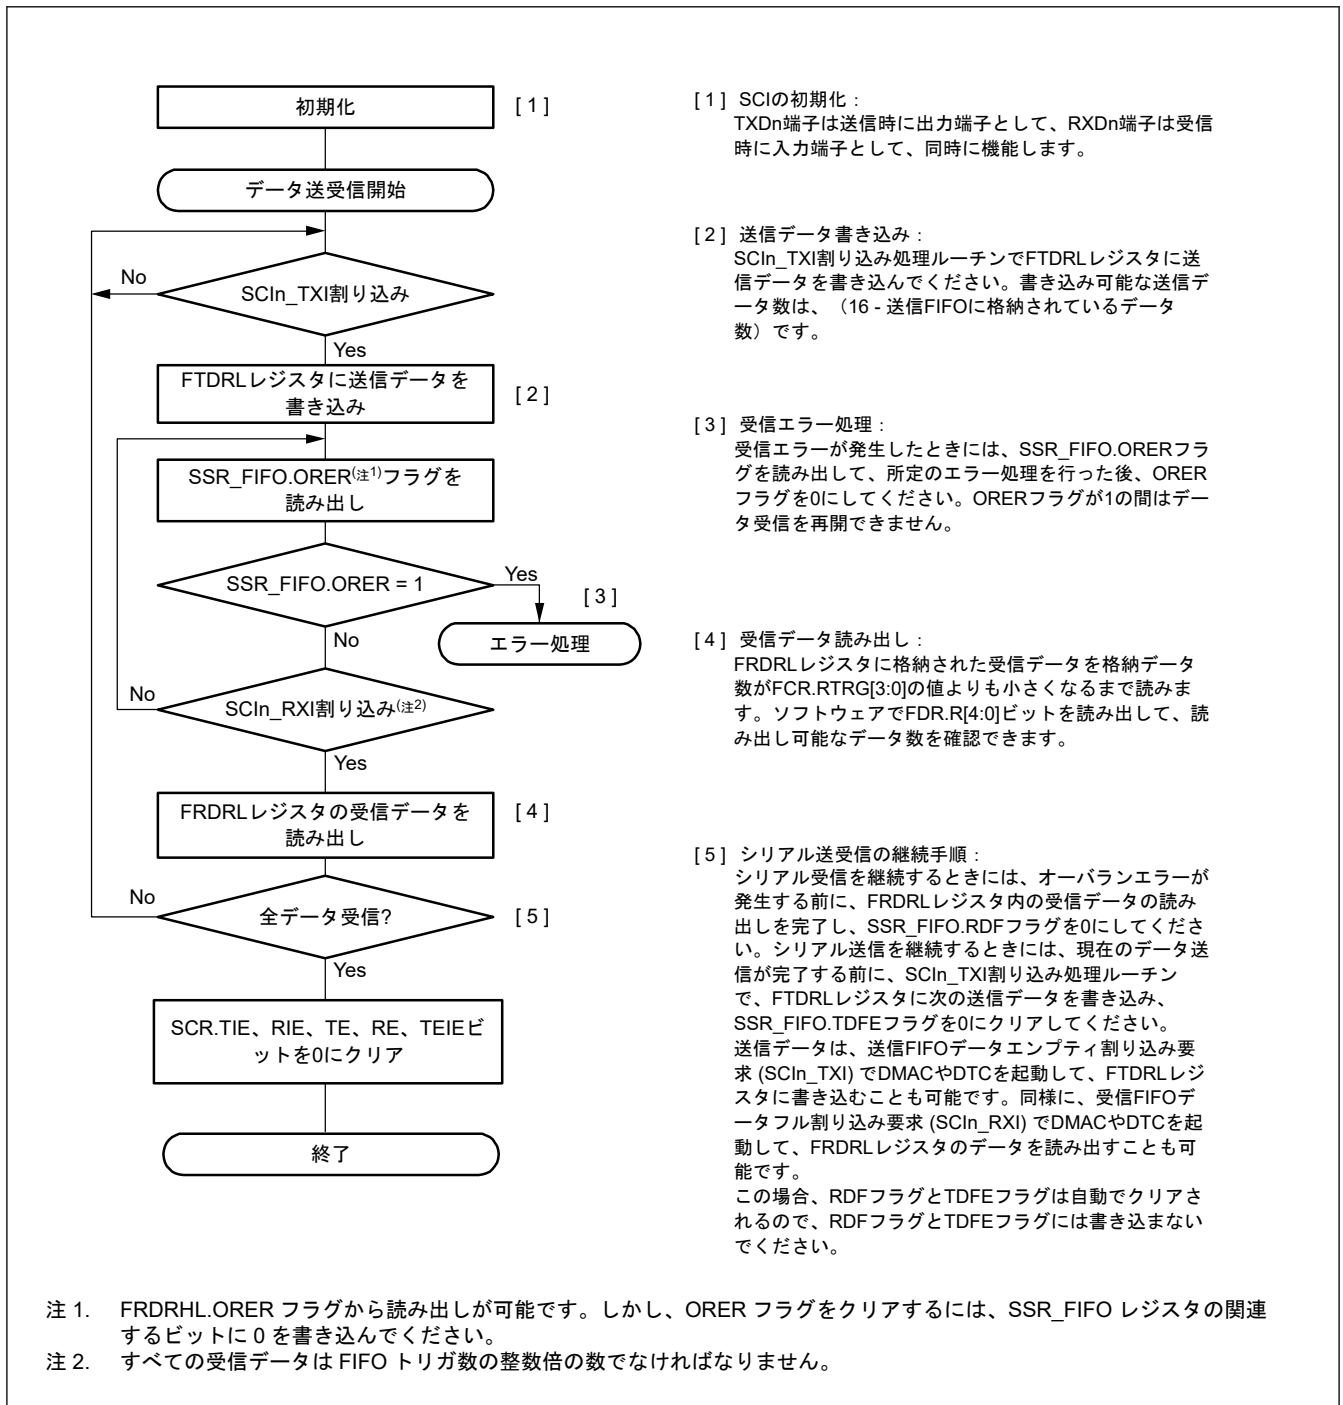 初期化
[ 1 ]
データ送受信開始
No
SCIn_TXI割り込み
Yes
FTDRLレジスタに送信データを
書き込み
[ 2 ]
SSR_FIFO.ORER(注1)フラグを
読み出し
SSR_FIFO.ORER = 1
Yes
[ 3 ]
No
エラー処理
No
SCIn_RXI割り込み(注2)
Yes
FRDRLレジスタの受信データを
読み出し
[ 4 ]
No
全データ受信?
[ 5 ]
Yes
SCR.TIE、RIE、TE、RE、TEIEビ
ットを0にクリア
終了
[ 1 ] SCIの初期化：
TXDn端子は送信時に出力端子として、RXDn端子は受信
時に入力端子として、同時に機能します。
[ 2 ] 送信データ書き込み：
SCIn_TXI割り込み処理ルーチンでFTDRLレジスタに送
信データを書き込んでください。書き込み可能な送信デ
ータ数は、（16 - 送信FIFOに格納されているデータ
数）です。
[ 3 ] 受信エラー処理：
受信エラーが発生したときには、SSR_FIFO.ORERフラ
グを読み出して、所定のエラー処理を行った後、ORER
フラグを0にしてください。ORERフラグが1の間はデー
タ受信を再開できません。
[ 4 ] 受信データ読み出し：
FRDRLレジスタに格納された受信データを格納データ
数がFCR.RTRG[3:0]の値よりも小さくなるまで読みま
す。ソフトウェアでFDR.R[4:0]ビットを読み出して、読
み出し可能なデータ数を確認できます。
[ 5 ] シリアル送受信の継続手順：
シリアル受信を継続するときには、オーバランエラーが
発生する前に、FRDRLレジスタ内の受信データの読み
出しを完了し、SSR_FIFO.RDFフラグを0にしてくださ
い。シリアル送信を継続するときには、現在のデータ送
信が完了する前に、SCIn_TXI割り込み処理ルーチン
で、FTDRLレジスタに次の送信データを書き込み、
SSR_FIFO.TDFEフラグを0にクリアしてください。
送信データは、送信FIFOデータエンプティ割り込み要
求 (SCIn_TXI) でDMACやDTCを起動して、FTDRLレジ
スタに書き込むことも可能です。同様に、受信FIFOデ
ータフル割り込み要求 (SCIn_RXI) でDMACやDTCを起
動して、FRDRLレジスタのデータを読み出すことも可
能です。
この場合、RDFフラグとTDFEフラグは自動でクリアさ
れるので、RDFフラグとTDFEフラグには書き込まない
でください。
注 1. FRDRHL.ORER フラグから読み出しが可能です。しかし、ORER フラグをクリアするには、SSR_FIFO レジスタの関連
するビットに 0 を書き込んでください。
注 2. すべての受信データは FIFO トリガ数の整数倍の数でなければなりません。